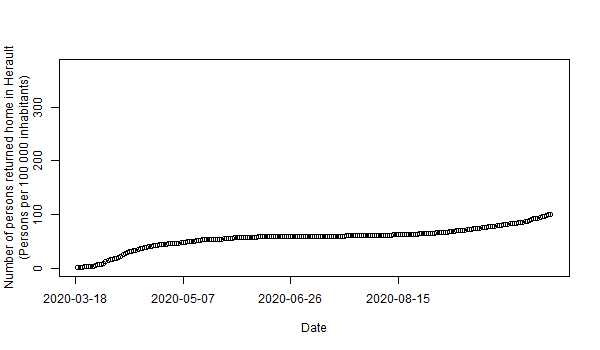 Number of persons returned home in Herault
(Persons per 100 000 inhabitants)
300
200
100
0
2020-03-18 2020-05-07 2020-06-26 2020-08-15
Date